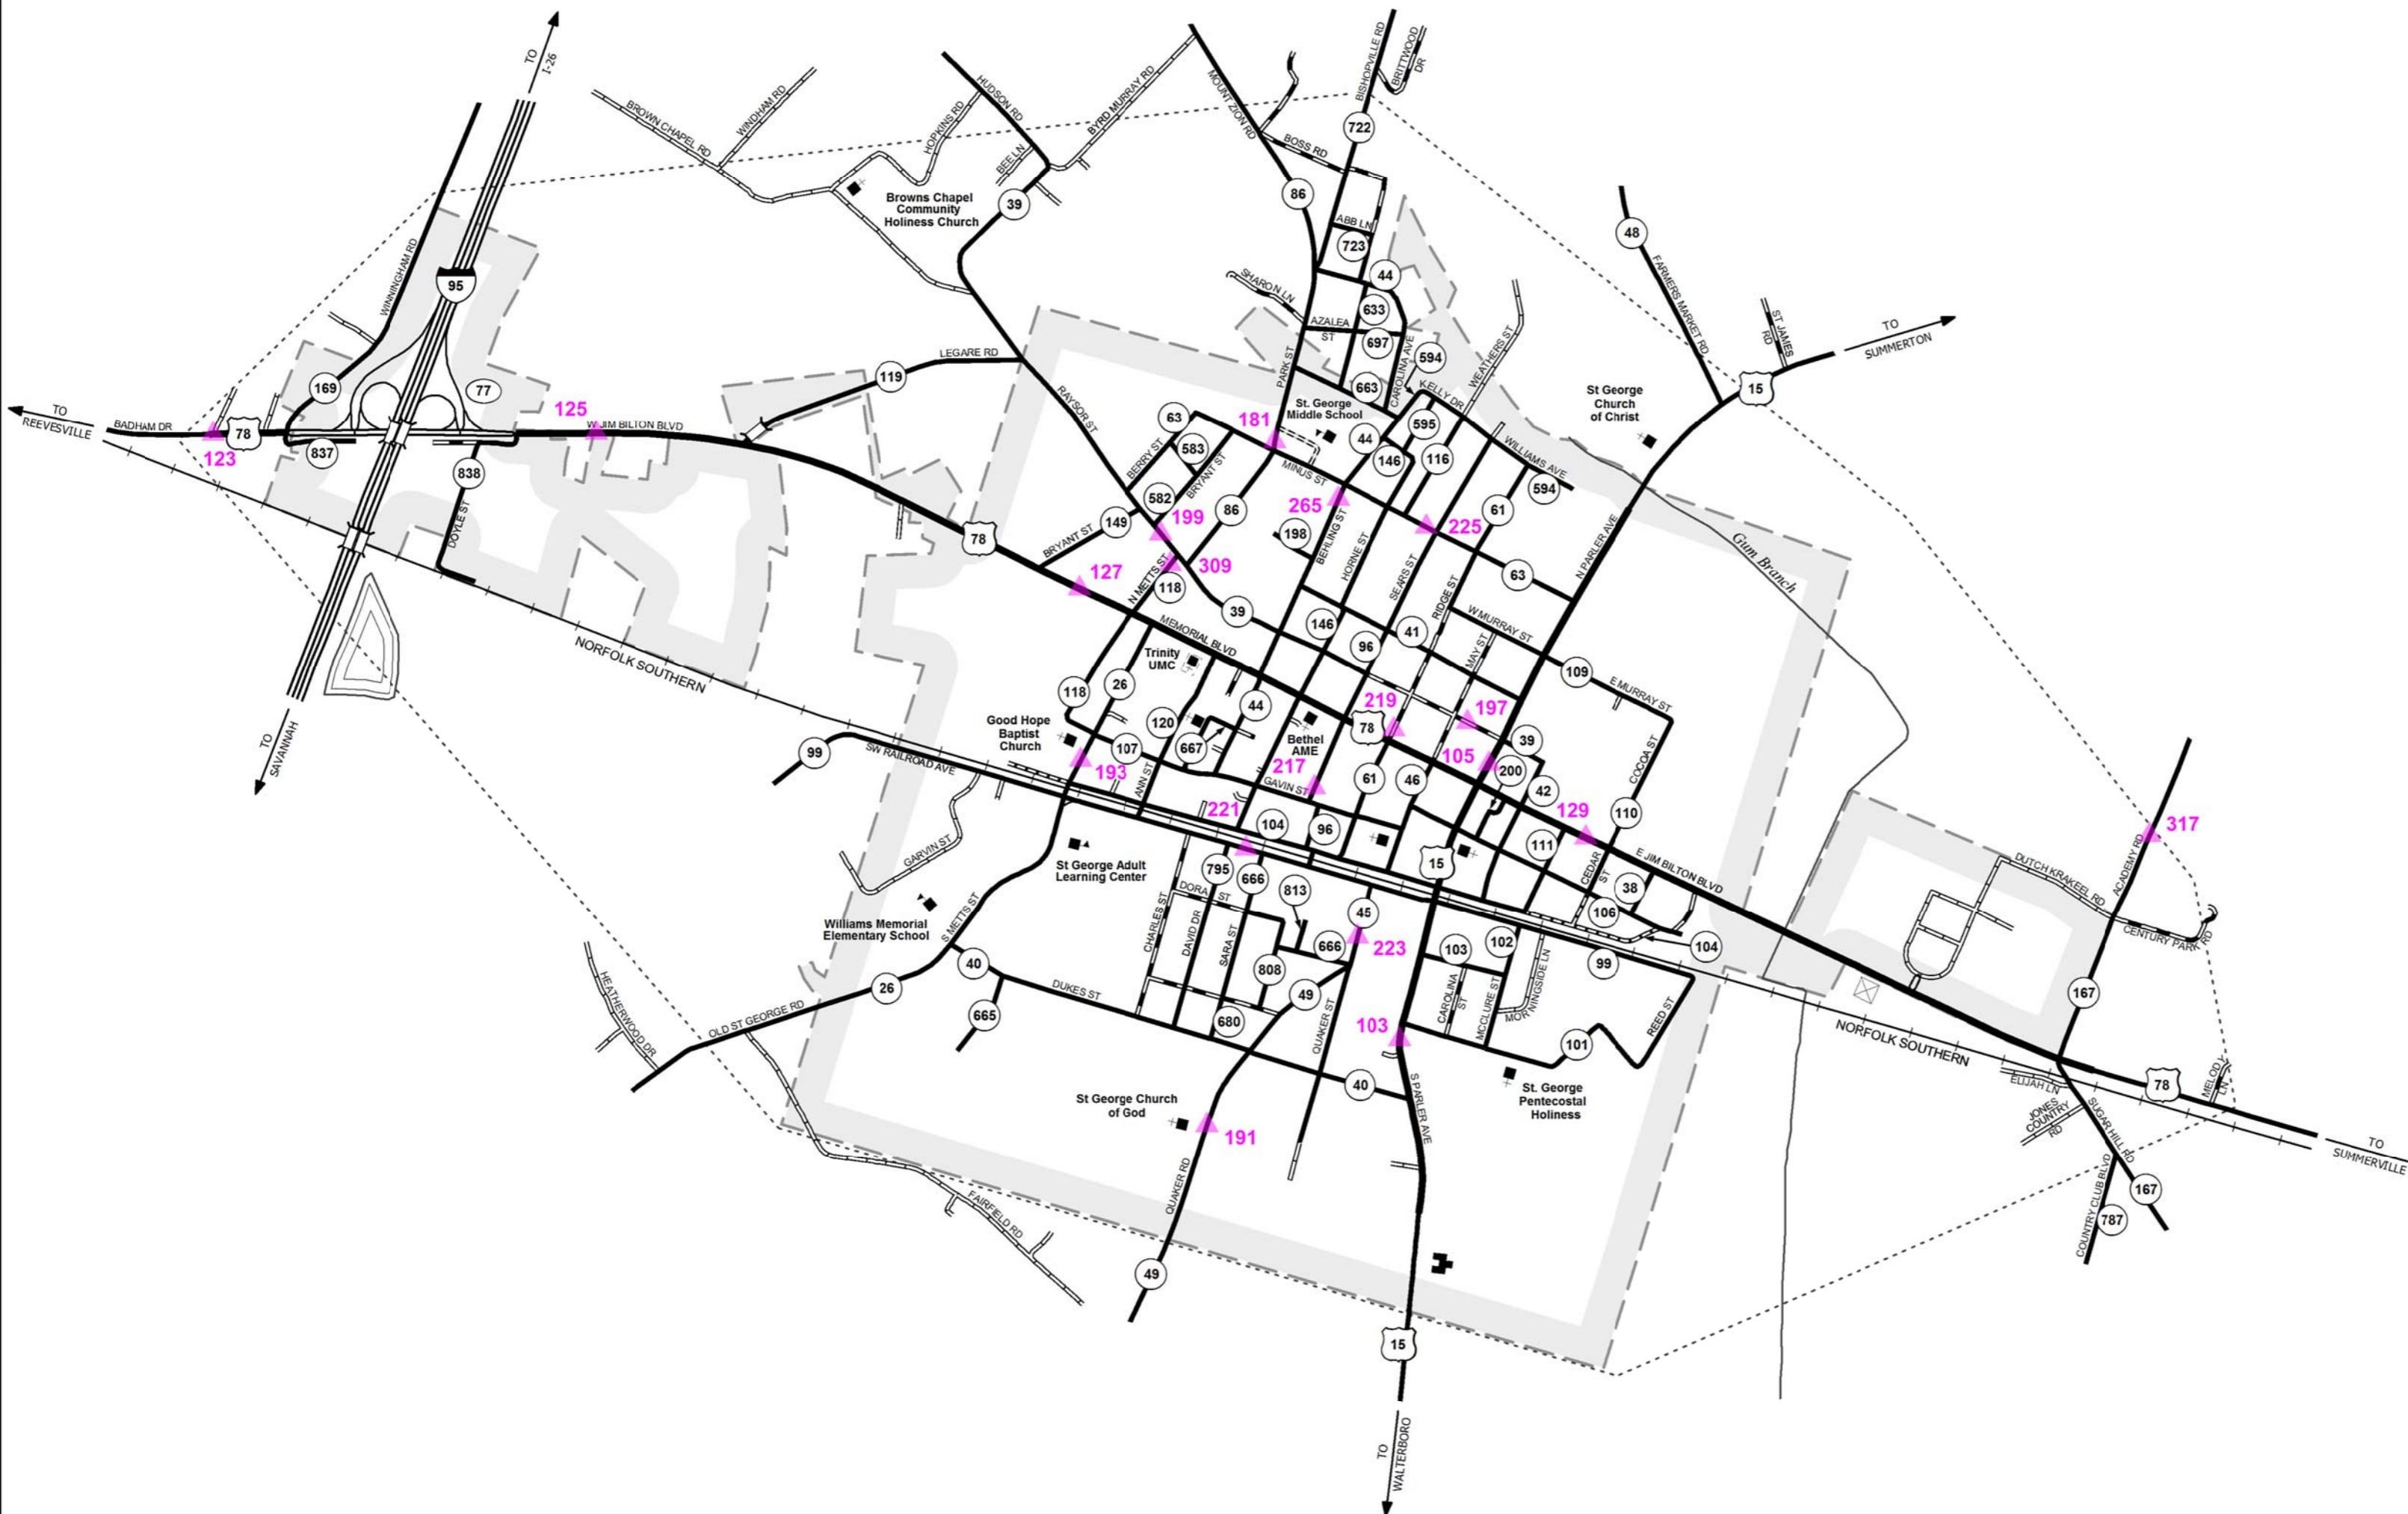 TO
I-26
BISHOPVILLE RD
BRITTWOOD
DR
HUDSON RD
BYRD MURRAY RD
MOUNT ZION RD
WINDHAM RD
BROWN CHAPEL RD
HOPKINS RD
BEE LN
722
BOSS RD
86
39
Browns Chapel
Community
Holiness Church
ABB LN
723
48
FARMERS MARKET RD
WINNINGHAM RD
95
SHARON LN
44
633
AZALEA
ST
697
CAROLINA AVE
594
WEATHERS ST
ST JAMES
RD
TO
SUMMERTON
15
LEGARE RD
119
PARK ST
663
KELLY DR
St George
Church
of Christ
169
77
TO
REEVESVILLE
BADHAM DR
78
123
837
838
DOYLE ST
125
W JIM BILTON BLVD
RAYSOR ST
63
181
St. George
Middle School
44
595
BERRY ST
583
BRYANT ST
MINUS ST
146
116
WILLIAMS AVE
594
582
199
86
265
225
61
149
BRYANT ST
198
BEHLING ST
HORNE ST
SEARS ST
63
N PARLER AVE
Gum Branch
78
127
309
N METTS ST
118
39
RIDGE ST
W MURRAY ST
146
41
96
MAY ST
MEMORIAL BLVD
Trinity
UMC
109
E MURRAY ST
NORFOLK SOUTHERN
118
26
44
219
197
78
Good Hope
Baptist
Church
120
667
Bethel
AME
39
105
200
99
SW RAILROAD AVE
107
193
217
GAVIN ST
61
46
42
COCOA ST
110
129
ANN ST
TO
SAVANNAH
221
104
96
15
111
CEDAR
ST
E JIM BILTON BLVD
317
ACADEMY RD
DUTCH KRAKEEL RD
GARVIN ST
St George Adult
Learning Center
795
666
813
38
106
DORA
ST
Williams Memorial
Elementary School
S METTS ST
CHARLES ST
DAVID DR
SARA ST
45
666
223
103
102
104
99
CENTURY PARK RD
40
808
49
QUAKER ST
CAROLINA
ST
MCCLURE ST
MORNINGSIDE LN
REED ST
167
HEATHERWOOD DR
26
OLD ST GEORGE RD
DUKES ST
665
680
103
101
NORFOLK SOUTHERN
ELIJAH LN
78
MELODY
LN
40
S PARLER AVE
St. George
Pentecostal
Holiness
JONES
COUNTRY
RD
SUGAR HILL RD
St George Church
of God
191
TO
SUMMERVILLE
QUAKER RD
FAIRFIELD RD
COUNTRY CLUB BLVD
167
787
49
15
TO
WALTERBORO